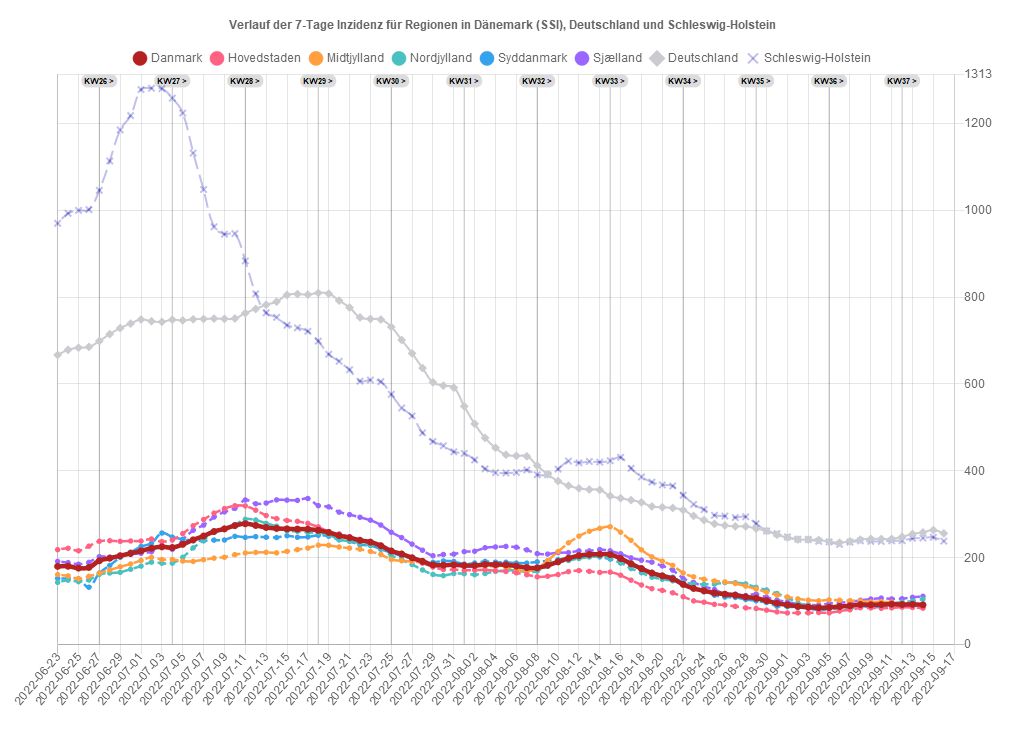 Verlauf der 7-Tage Inzidenz für Regionen in Dänemark (SSI), Deutschland und Schleswig-Holstein
Danmark Hovedstaden Midtjylland Nordjylland Syddanmark Sjælland Deutschland Schleswig-Holstein
KW26 > KW27 > KW28 > KW29 > KW30 > KW31 > KW32 > KW33 > KW34 > KW35 > KW36 > KW37 >
1313
1200
1000
800
600
400
200
0
2022-06-23 2022-06-25 2022-06-27 2022-06-29 2022-07-01 2022-07-03 2022-07-05 2022-07-07 2022-07-09 2022-07-11 2022-07-13 2022-07-15 2022-07-17 2022-07-19 2022-07-21 2022-07-23 2022-07-25 2022-07-27 2022-07-29 2022-07-31 2022-08-02 2022-08-04 2022-08-06 2022-08-08 2022-08-10 2022-08-12 2022-08-14 2022-08-16 2022-08-18 2022-08-20 2022-08-22 2022-08-24 2022-08-26 2022-08-28 2022-08-30 2022-09-01 2022-09-03 2022-09-05 2022-09-07 2022-09-09 2022-09-11 2022-09-13 2022-09-15 2022-09-17